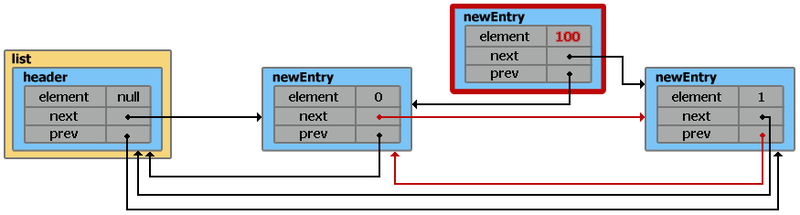 list
header
element null
next
prev
newEntry
element 0
next
prev
newEntry
element 100
next
prev
newEntry
element 1
next
prev